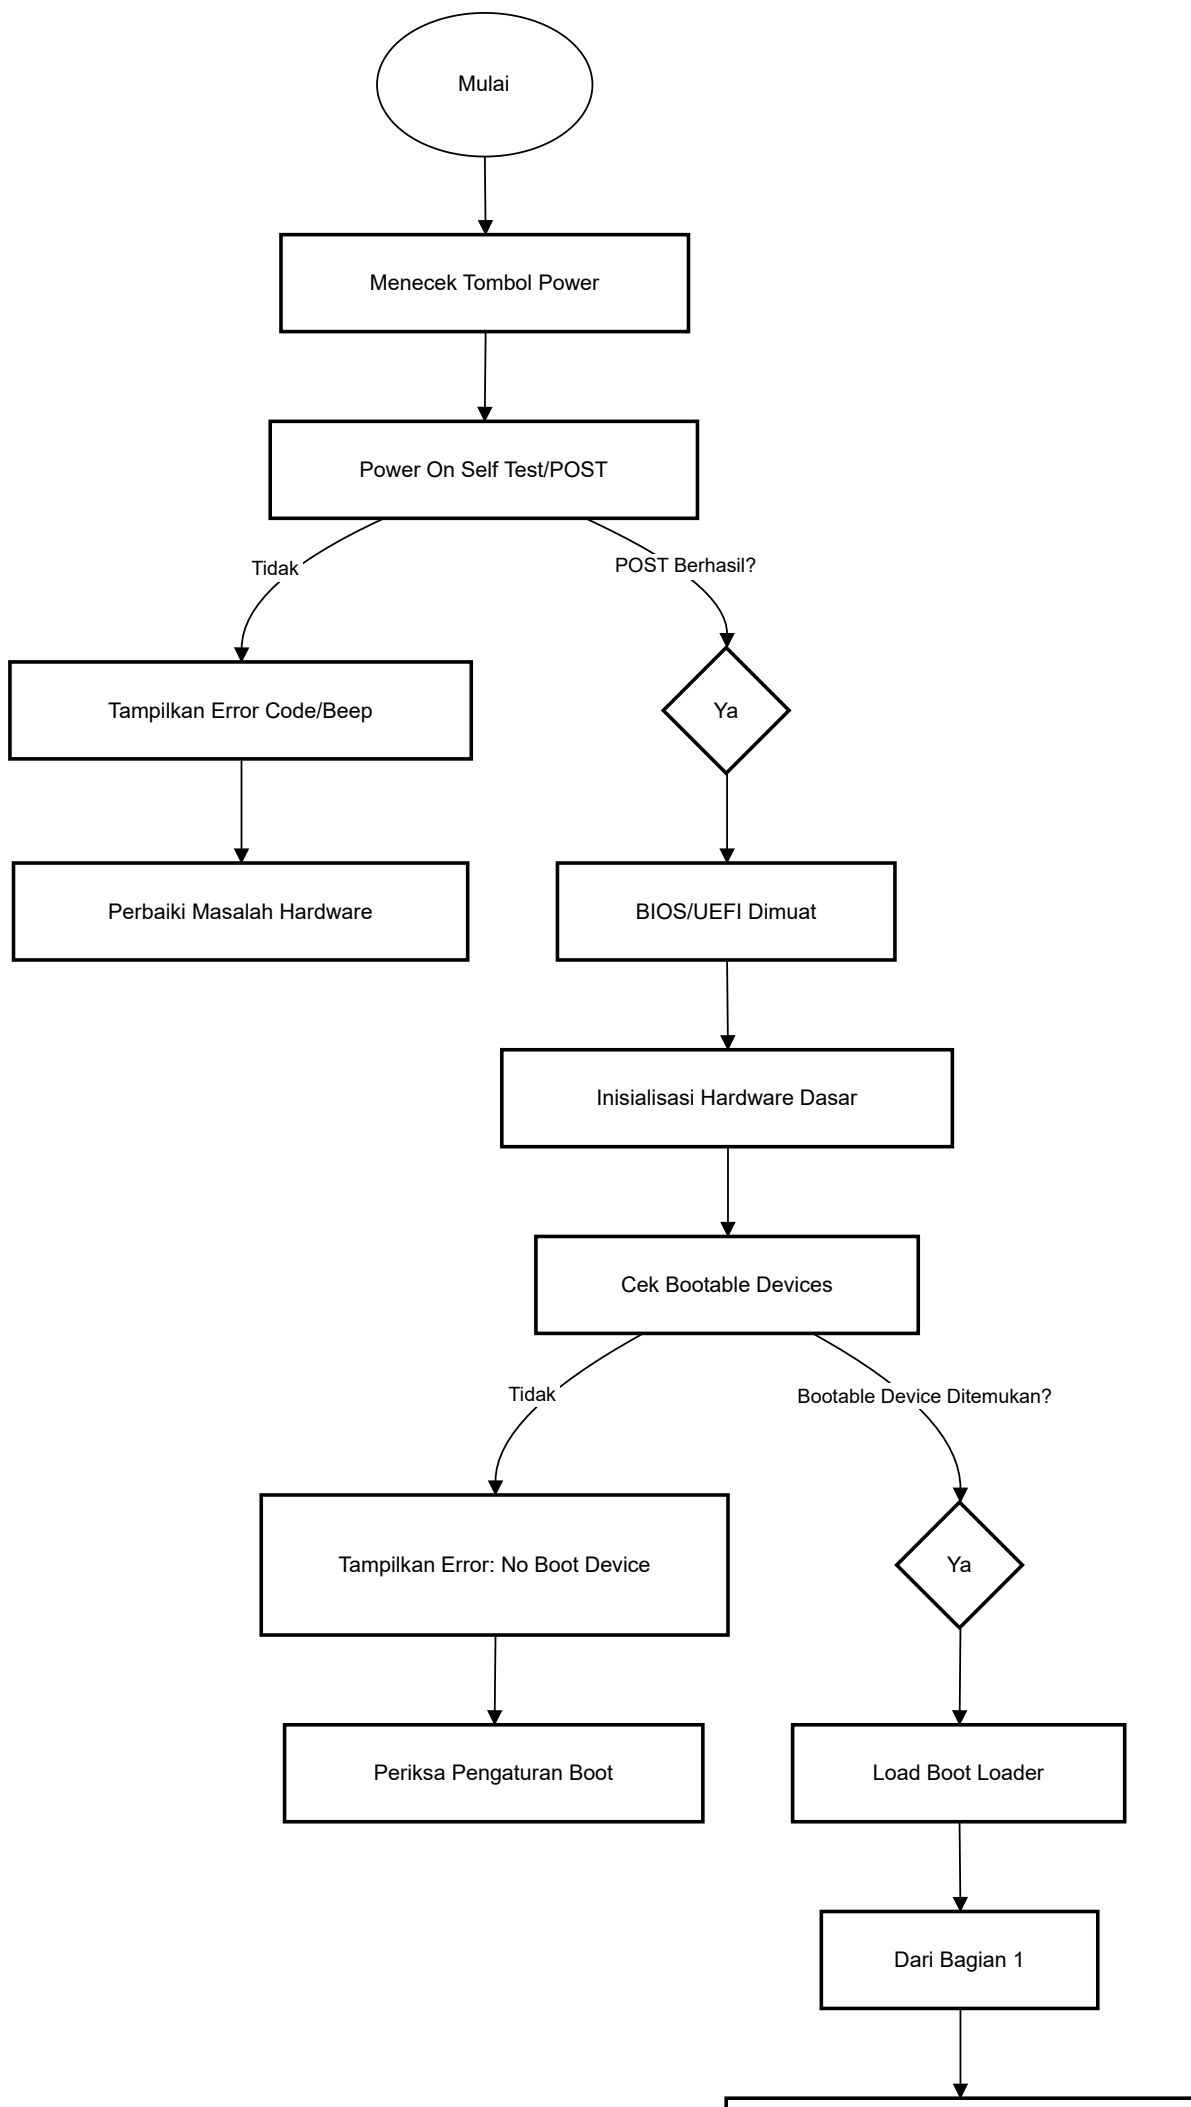 Mulai
Menecek Tombol Power
Power On Self Test/POST
Tidak
POST Berhasil?
Tampilkan Error Code/Beep
Ya
Perbaiki Masalah Hardware
BIOS/UEFI Dimuat
Inisialisasi Hardware Dasar
Cek Bootable Devices
Tidak
Bootable Device Ditemukan?
Tampilkan Error: No Boot Device
Ya
Periksa Pengaturan Boot
Load Boot Loader
Dari Bagian 1